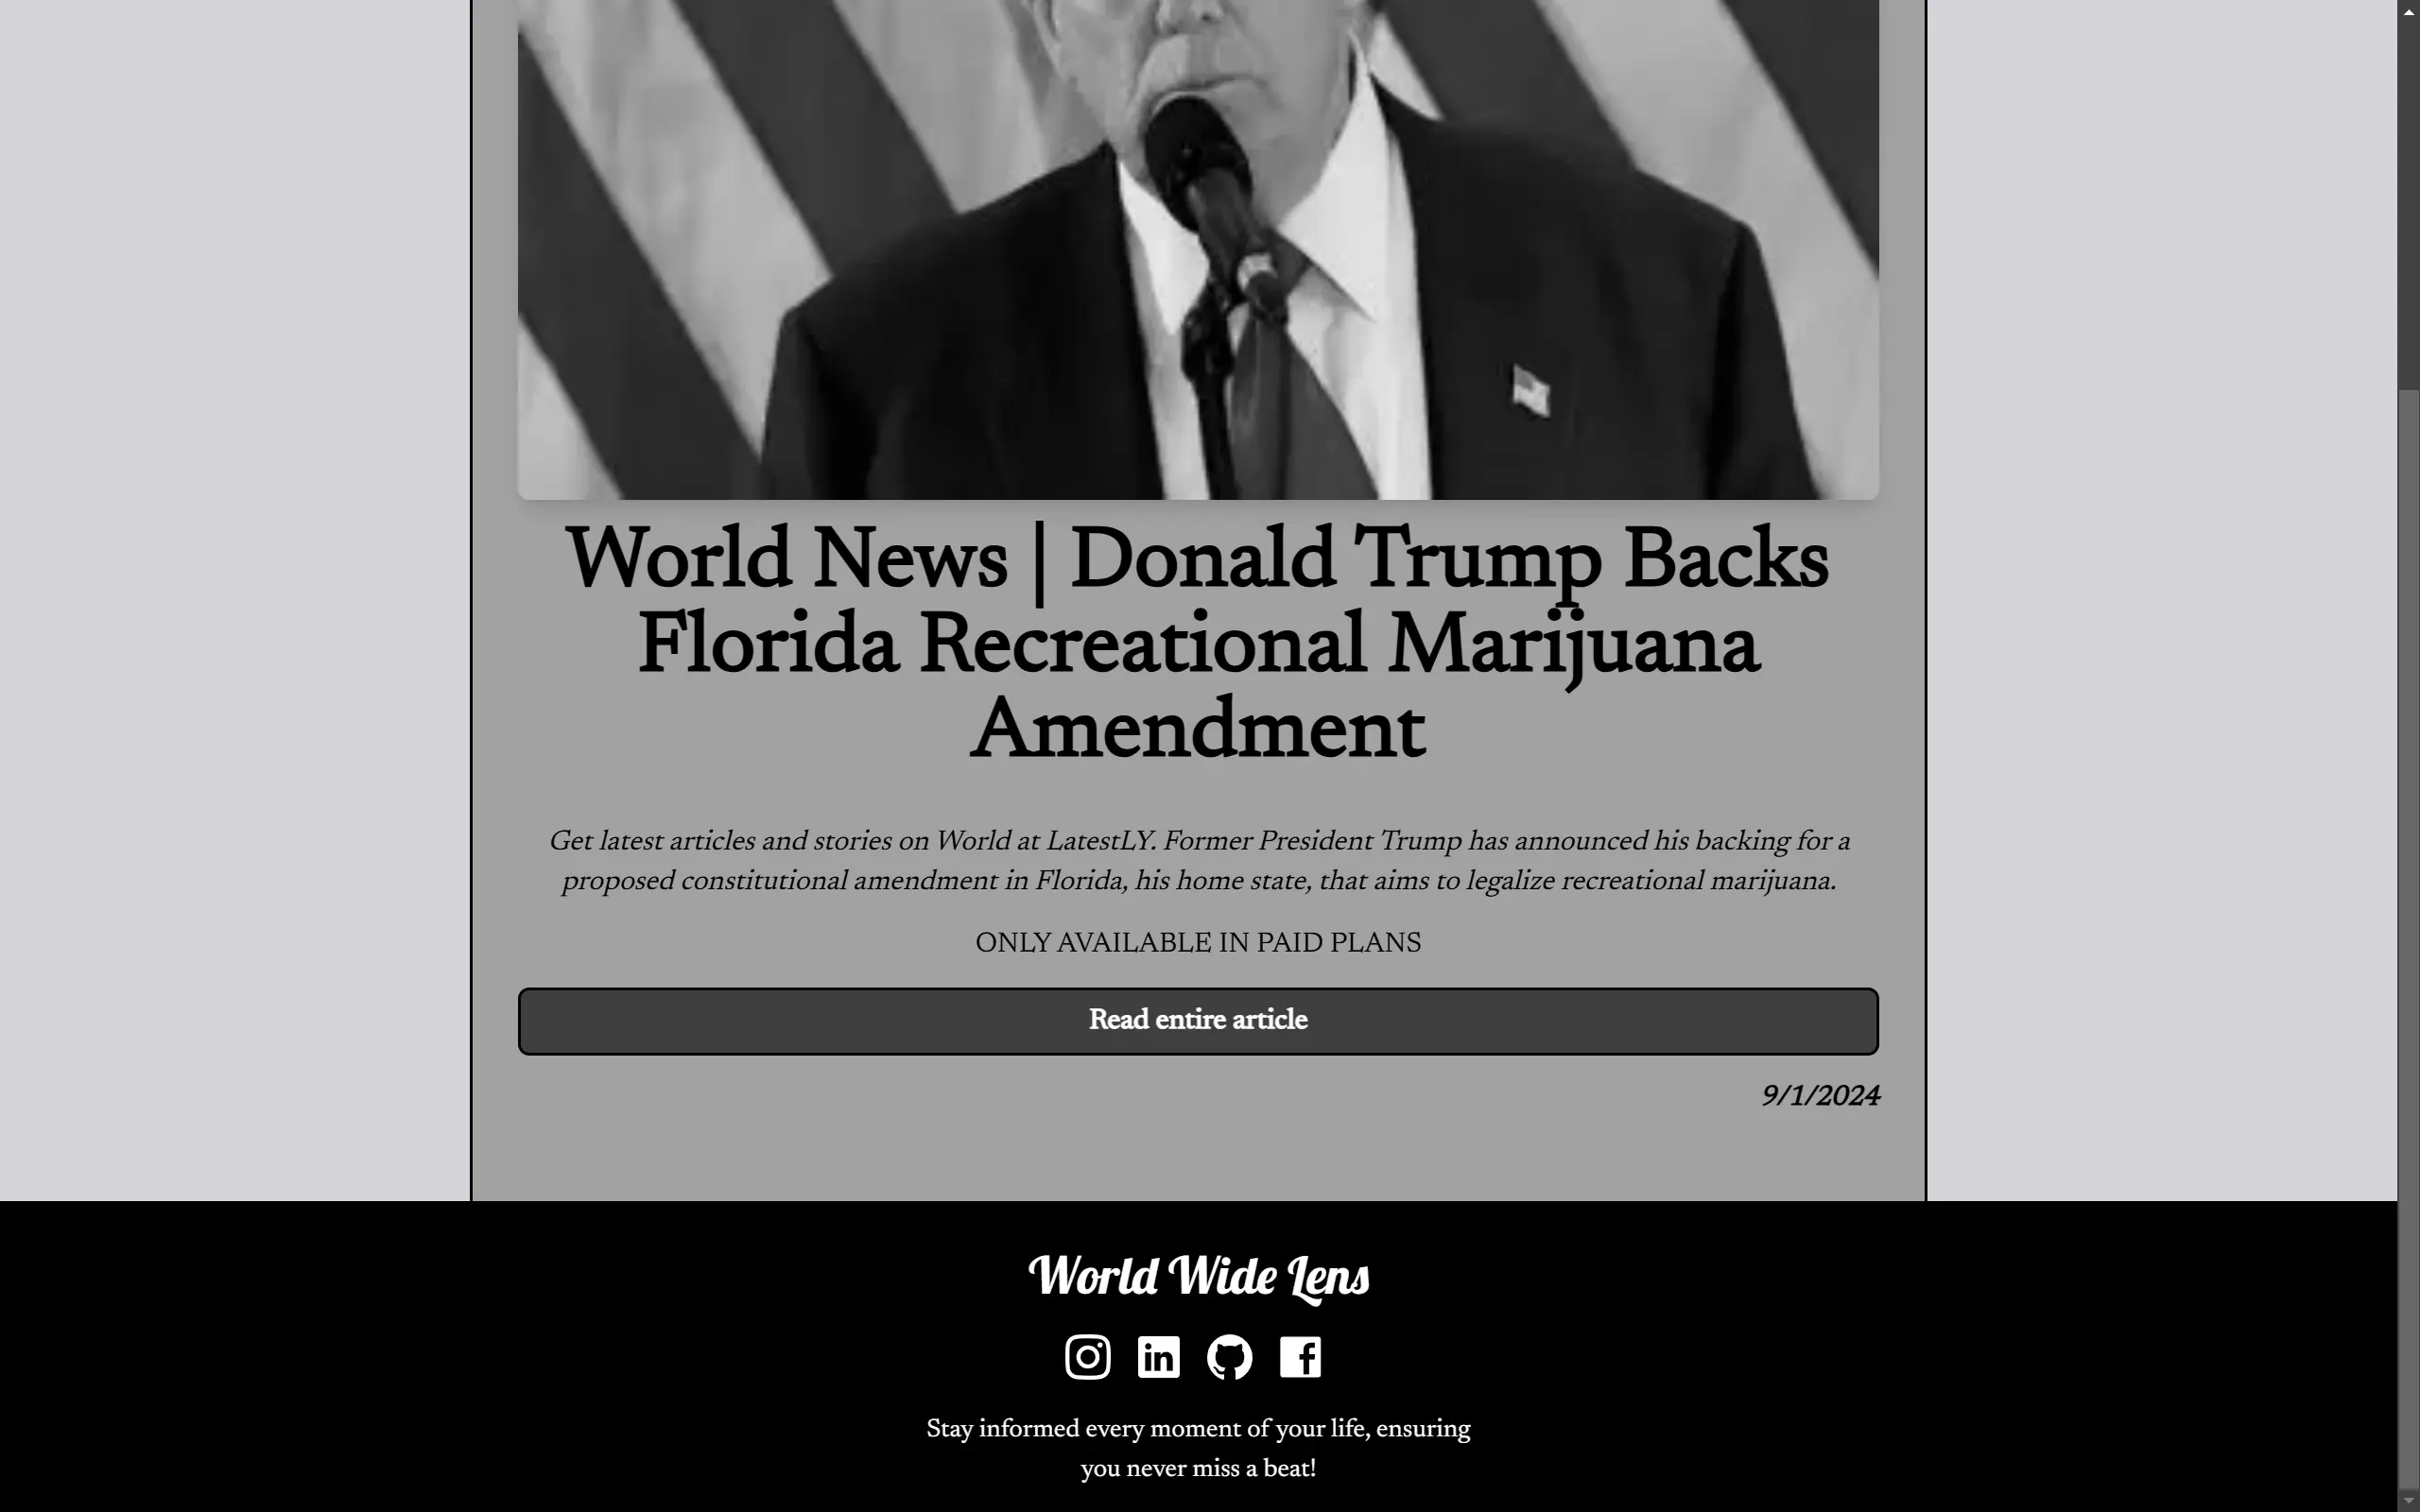 World News | Donald Trump Backs
Florida Recreational Marijuana
Amendment
Get latest articles and stories on World at LatestLY. Former President Trump has announced his backing for a
proposed constitutional amendment in Florida, his home state, that aims to legalize recreational marijuana.
ONLY AVAILABLE IN PAID PLANS
Read entire article
9/1/2024
World Wide Lens
Stay informed every moment of your life, ensuring
you never miss a beat!